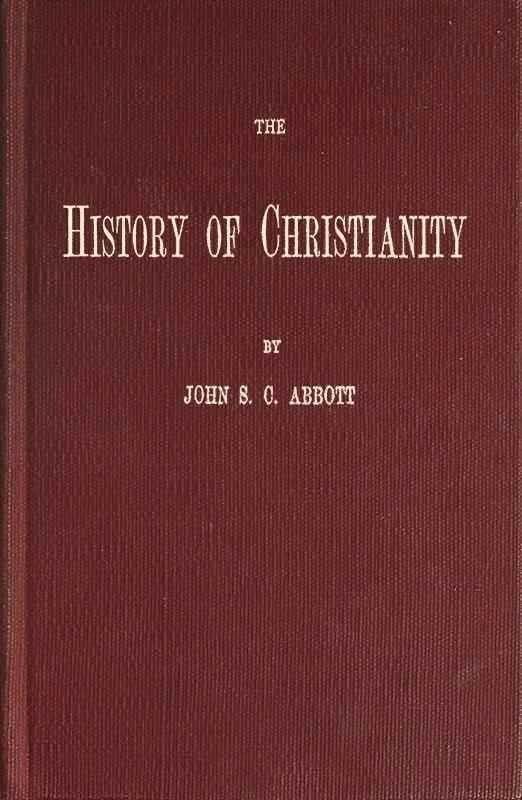 THE
HISTORY OF CHRISTIANITY
BY
JOHN S. C. ABBOTT